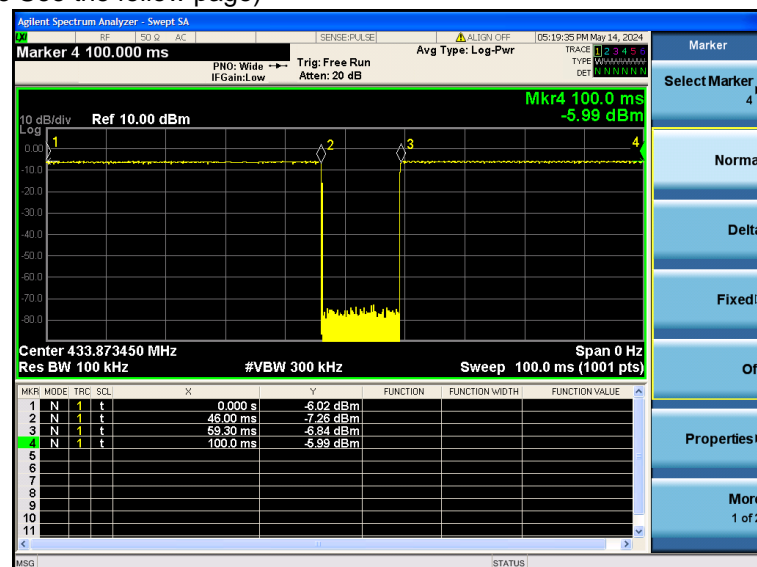 See the follow page)
Agilent Spectrum Analyzer - Swept SA
LXI RF 50 Ω AC SENSE:PULSE ALIGN OFF 05:19:35 PM May 14, 2024
Marker 4 100.000 ms
PNO: Wide
IFGain:Low
Trig: Free Run
Atten: 20 dB
Avg Type: Log-Pwr
TRACE 1 2 3 4 5 6
TYPE
DET N N N N N N
Mkr4 100.0 ms
-5.99 dBm
10 dB/div Ref 10.00 dBm
Log
1 2 3 4
0.00
-10.0
-20.0
-30.0
-40.0
-50.0
-60.0
-70.0
-80.0
Center 433.873450 MHz Span 0 Hz
Res BW 100 kHz #VBW 300 kHz Sweep 100.0 ms (1001 pts)
MKR MODE TRC SCL X Y FUNCTION FUNCTION WIDTH FUNCTION VALUE
1 N 1 t 0.000 s -6.02 dBm
2 N 1 t 46.00 ms -7.26 dBm
3 N 1 t 59.30 ms -6.84 dBm
4 N 1 t 100.0 ms -5.99 dBm
5
6
7
8
9
10
11
MSG STATUS
Marker
Select Marker
4
Norma
Delta
Fixed
Of
Properties
More
1 of 2